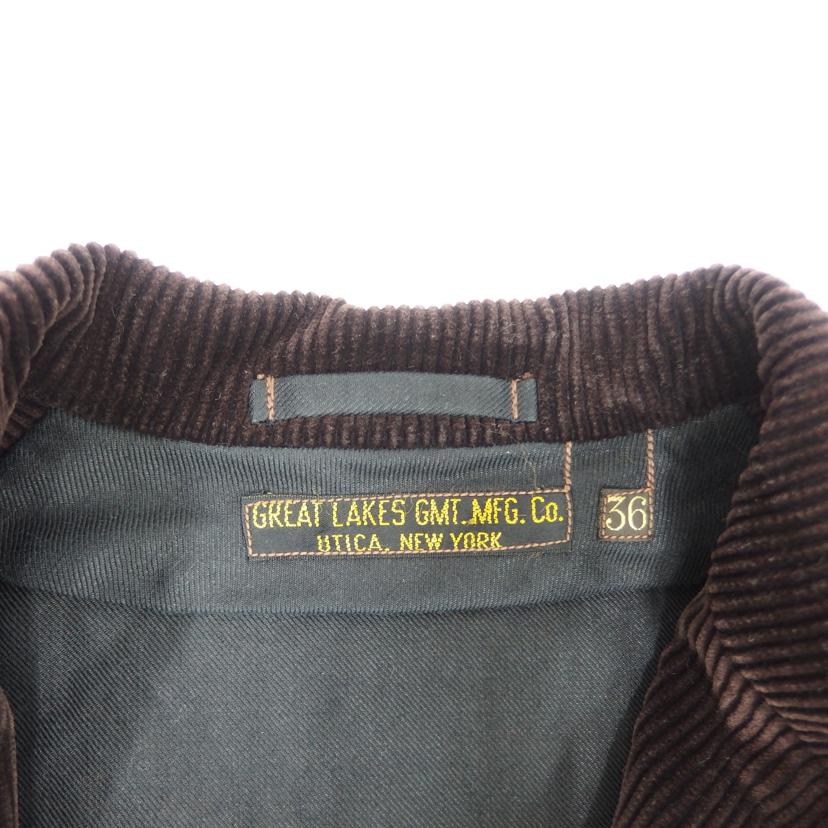 GREAT LAKES GMT. MFG. Co.
UTICA, NEW YORK
36